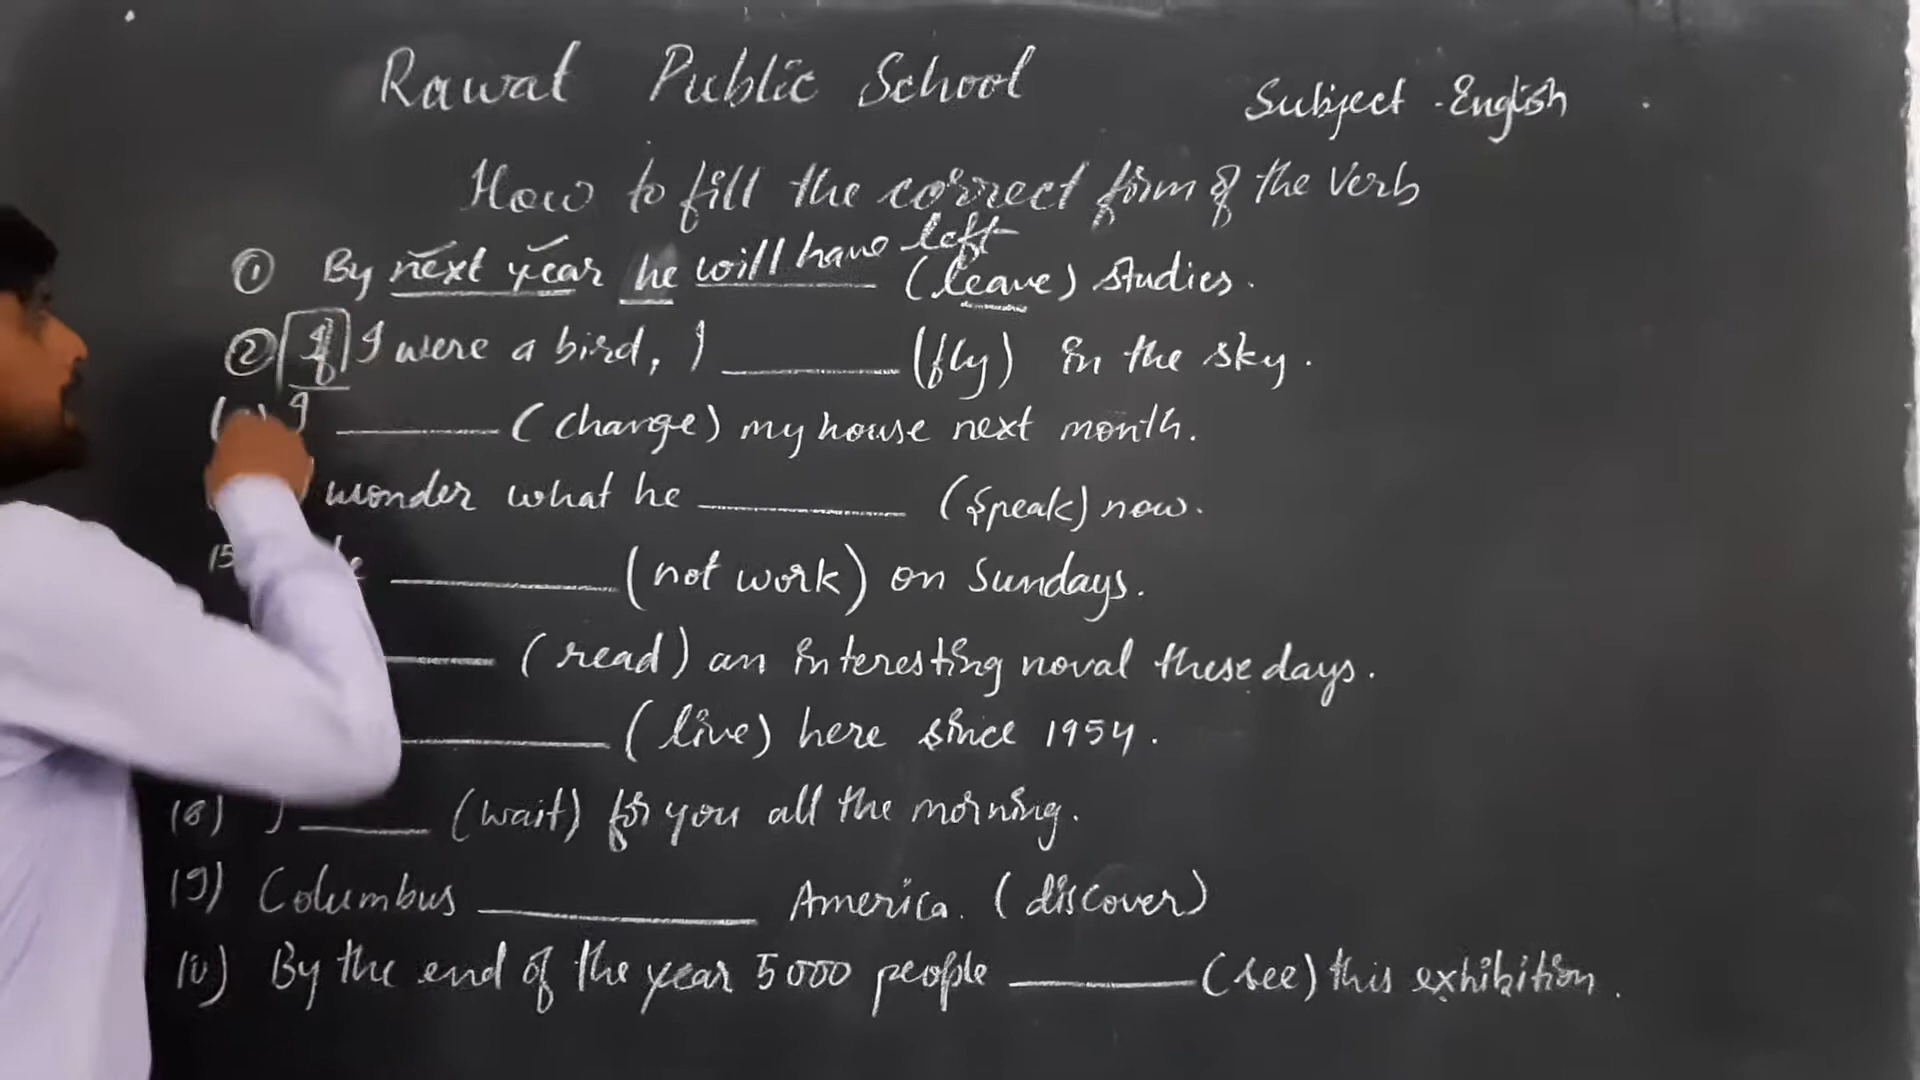 Rawat Public School
Subject - English
How to fill the correct form of the verb
① By next year he will have left (leave) studies.
② If I were a bird, I ______ (fly) in the sky.
I ______ (change) my house next month.
wonder what he ______ (speak) now.
(5 ______ (not work) on Sundays.
______ (read) an interesting noval these days.
______ (live) here since 1954.
(8) I ______ (wait) for you all the morning.
(9) Columbus ______ America. (discover)
(10) By the end of the year 5000 people ______ (see) this exhibition.